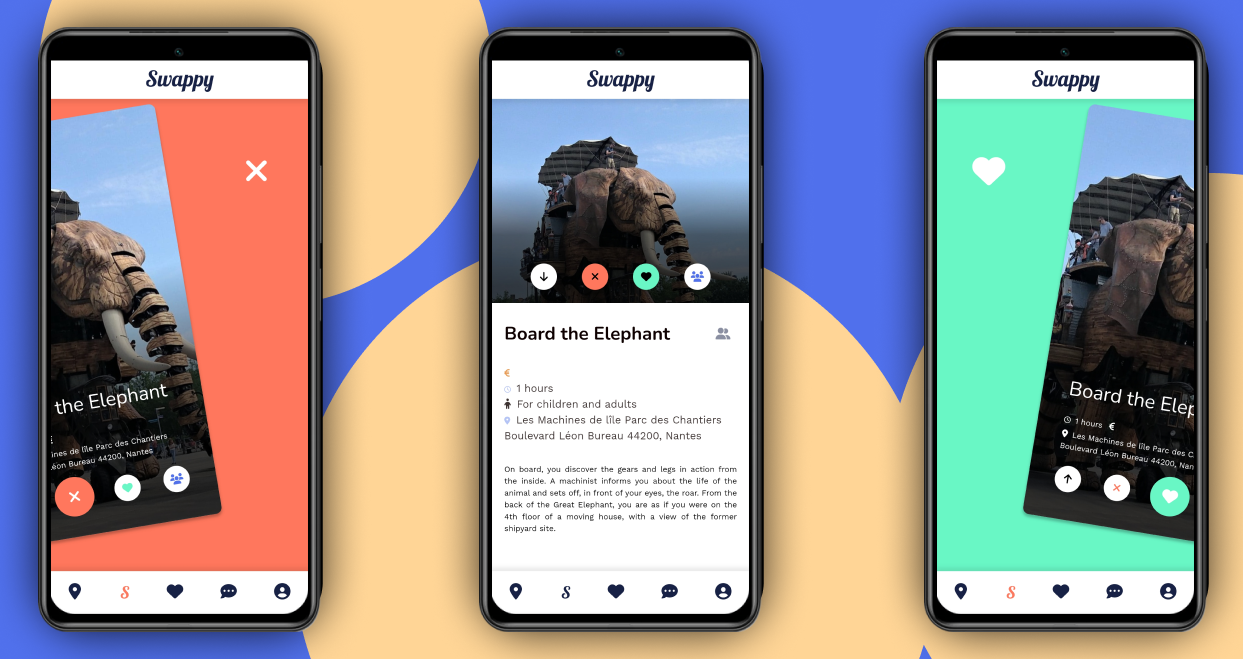 Swappy
the Elephant
ines de lîle Parc des Chantiers
éon Bureau 44200, Nantes
S
Swappy
Board the Elephant
€
1 hours
For children and adults
Les Machines de lîle Parc des Chantiers
Boulevard Léon Bureau 44200, Nantes
On board, you discover the gears and legs in action from
the inside. A machinist informs you about the life of the
animal and sets off, in front of your eyes, the roar. From the
back of the Great Elephant, you are as if you were on the
4th floor of a moving house, with a view of the former
shipyard site.
S
Swappy
Board the Elep
1 hours €
Les Machines de lîle Parc des C
Boulevard Léon Bureau 44200, Nan
S